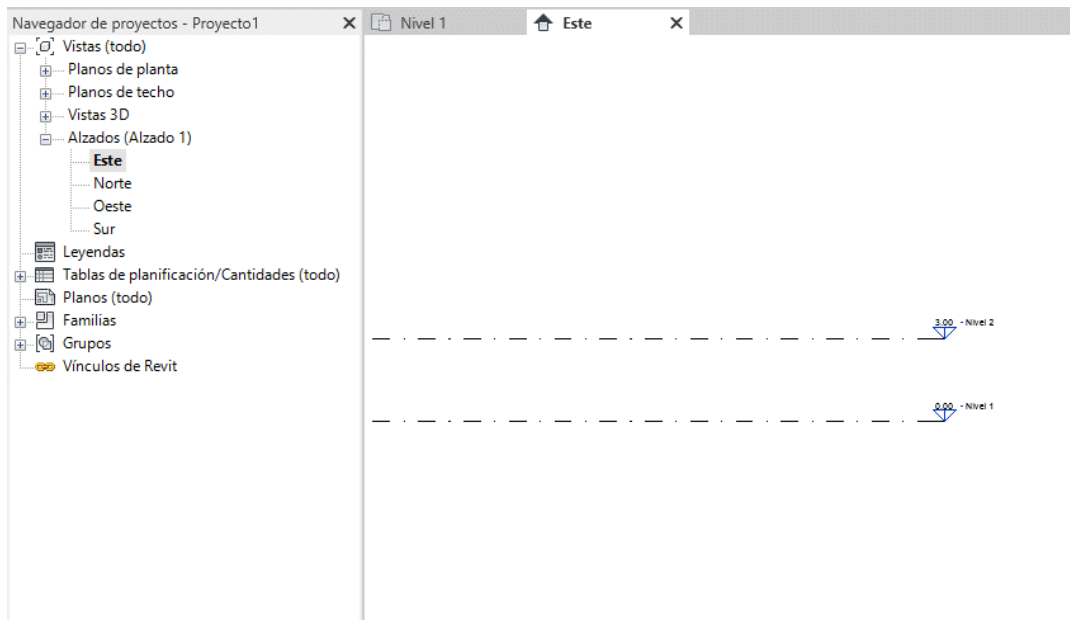 Navegador de proyectos - Proyecto1
Nivel 1
Este
Vistas (todo)
Planos de planta
Planos de techo
Vistas 3D
Alzados (Alzado 1)
Este
Norte
Oeste
Sur
Leyendas
Tablas de planificación/Cantidades (todo)
Planos (todo)
Familias
Grupos
Vínculos de Revit
3.00 - Nivel 2
0.00 - Nivel 1